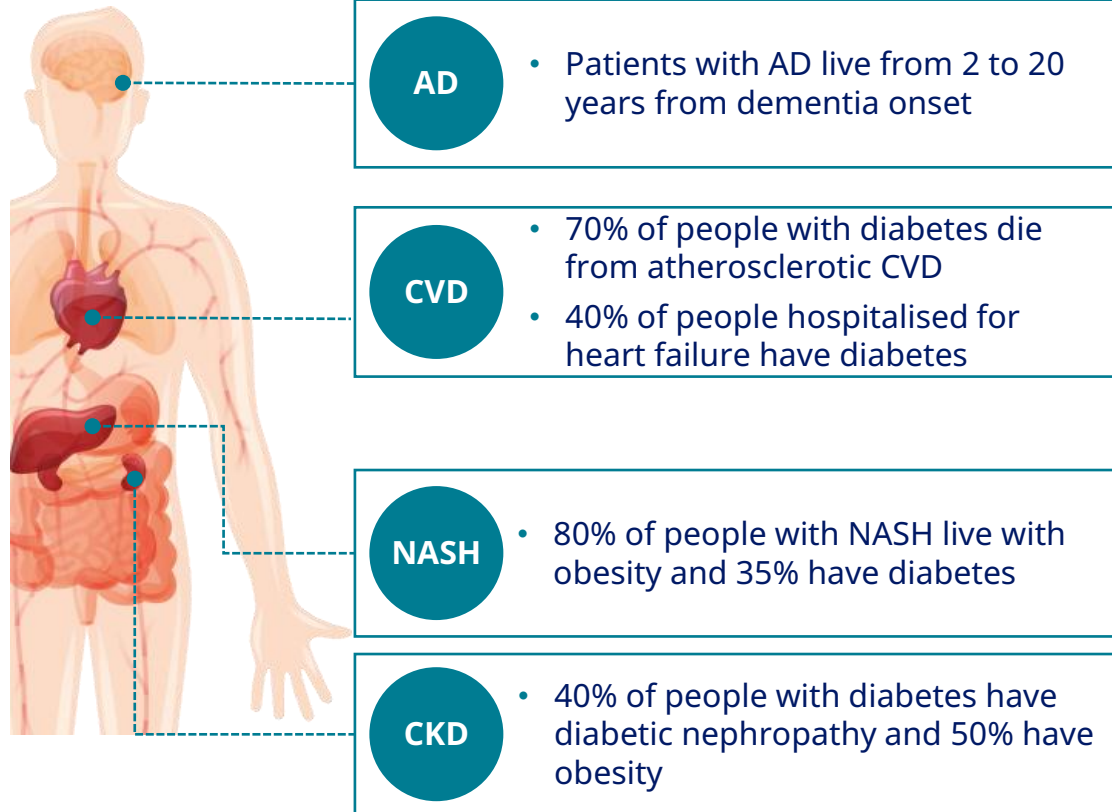 AD
• Patients with AD live from 2 to 20
years from dementia onset
CVD
• 70% of people with diabetes die
from atherosclerotic CVD
• 40% of people hospitalised for
heart failure have diabetes
NASH
• 80% of people with NASH live with
obesity and 35% have diabetes
CKD
• 40% of people with diabetes have
diabetic nephropathy and 50% have
obesity